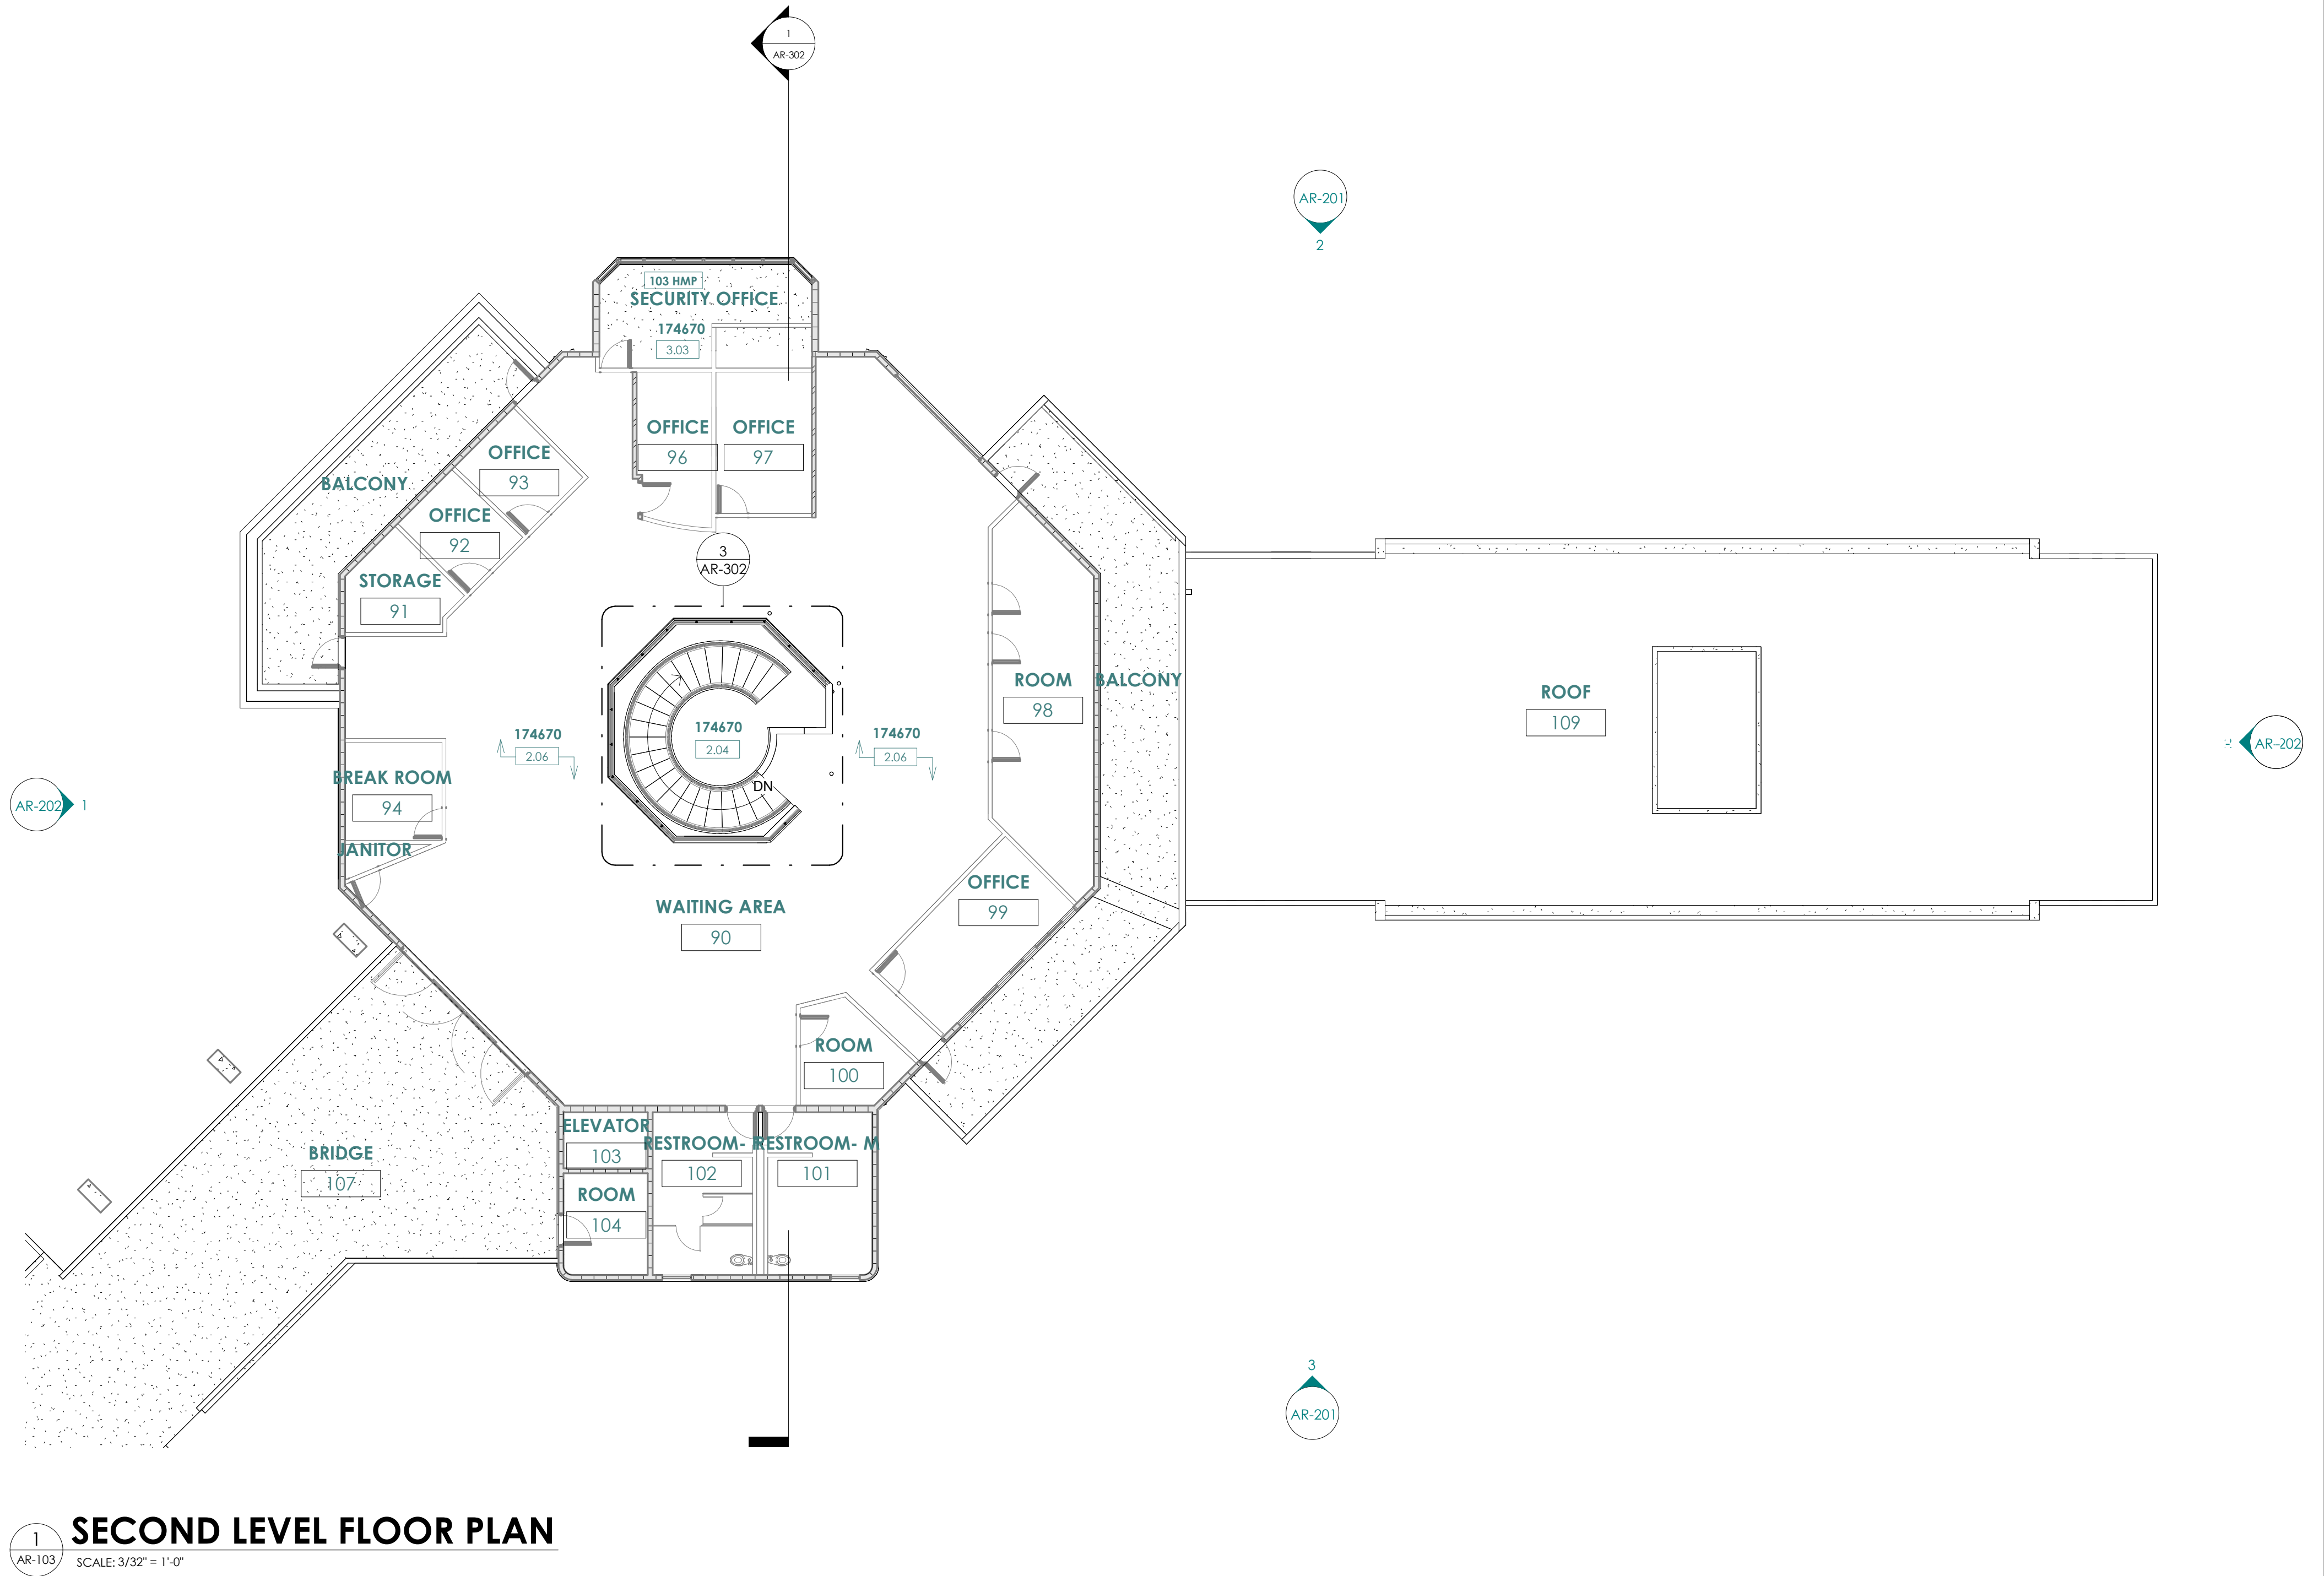 1
AR-302
AR-201
2
103 HMP
SECURITY OFFICE
174670
3.03
OFFICE
96
OFFICE
97
OFFICE
93
BALCONY
OFFICE
92
3
AR-302
STORAGE
91
ROOM
98
BALCONY
ROOF
109
174670
2.06
174670
2.04
174670
2.06
DN
AR-202
BREAK ROOM
94
AR-202
1
JANITOR
OFFICE
99
WAITING AREA
90
ROOM
100
ELEVATOR
103
RESTROOM-
102
RESTROOM- M
101
BRIDGE
107
ROOM
104
3
AR-201
1
AR-103
SECOND LEVEL FLOOR PLAN
SCALE: 3/32" = 1'-0"